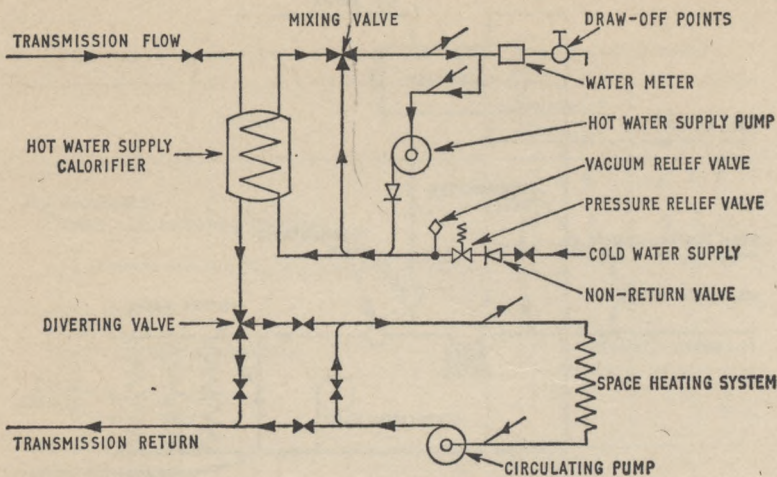 MIXING VALVE
DRAW-OFF POINTS
TRANSMISSION FLOW
WATER METER
HOT WATER SUPPLY PUMP
HOT WATER SUPPLY
CALORIFIER
VACUUM RELIEF VALVE
PRESSURE RELIEF VALVE
COLD WATER SUPPLY
NON-RETURN VALVE
DIVERTING VALVE
SPACE HEATING SYSTEM
TRANSMISSION RETURN
CIRCULATING PUMP